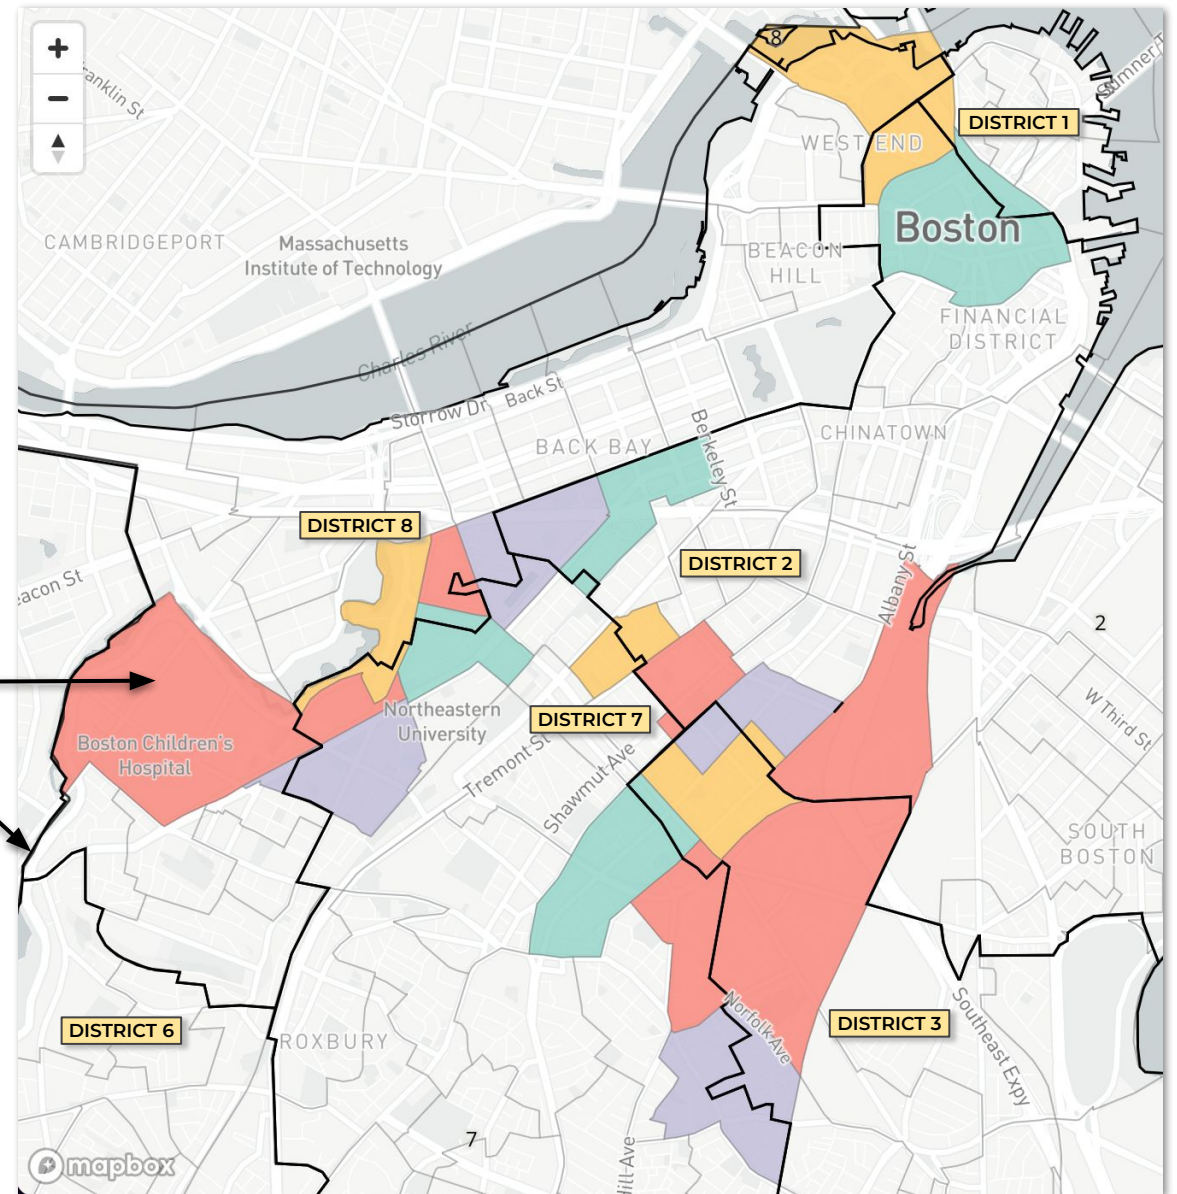 8
+
−
Franklin St
Sumner T
DISTRICT 1
WEST END
Boston
CAMBRIDGEPORT
Massachusetts
Institute of Technology
BEACON
HILL
FINANCIAL
DISTRICT
Charles River
Storrow Dr
Back St
Berkeley St
BACK BAY
CHINATOWN
DISTRICT 8
DISTRICT 2
Albany St
eacon St
2
Northeastern
University
DISTRICT 7
W Third St
Boston Children's
Hospital
Tremont St
Shawmut Ave
SOUTH
BOSTON
DISTRICT 6
ROXBURY
Norfolk Ave
DISTRICT 3
Southeast Expy
7
mapbox
Hill Ave